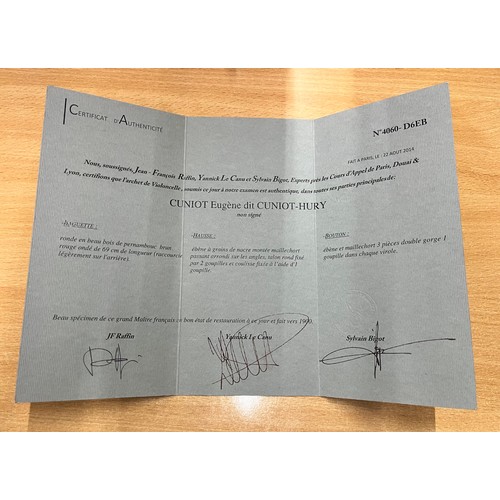 CERTIFICAT D'AUTHENTICITÉ
N°4060- D6EB
FAIT A PARIS, LE : 22 AOUT 2014
Nous, soussignés, Jean - François Raffin, Yannick Le Canu et Sylvain Bigot, Experts près les Cours d'Appel de Paris, Douai &
Lyon, certifions que l'archet de Violoncelle, soumis ce jour à notre examen est authentique, dans toutes ses parties principales de:
CUNIOT Eugène dit CUNIOT-HURY
non signé
-BAGUETTE :
ronde en beau bois de pernambouc brun
rouge ondé de 69 cm de longueur (raccourcie
légèrement sur l'arrière).
-HAUSSE :
ébène à grains de nacre montée maillechort
passant arrondi, sur les angles, talon rond fixé
par 2 goupilles et coulisse fixée à l'aide d'1
goupille.
-BOUTON :
ébène et maillechort 3 pièces double gorge 1
goupille dans chaque virole.
Beau spécimen de ce grand Maître français en bon état de restauration à ce jour et fait vers 1900.
JF Raffin
Yannick Le Canu
Sylvain Bigot